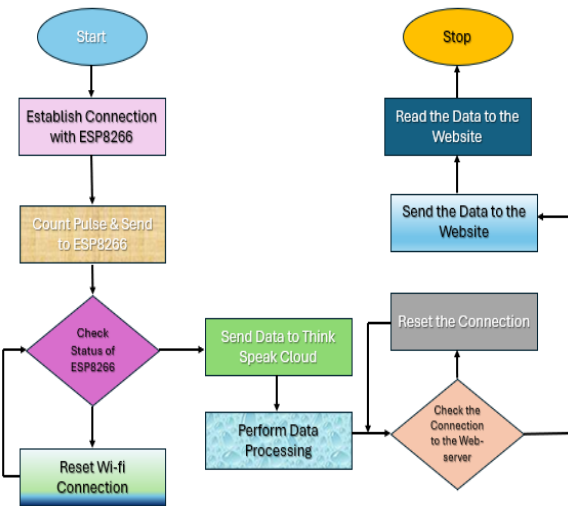 Start
Establish Connection
with ESP8266
Count Pulse & Send
to ESP8266
Check
Status of
ESP8266
Reset Wi-fi
Connection
Send Data to Think
Speak Cloud
Perform Data
Processing
Check the
Connection
to the Web-
server
Reset the Connection
Send the Data to the
Website
Read the Data to the
Website
Stop